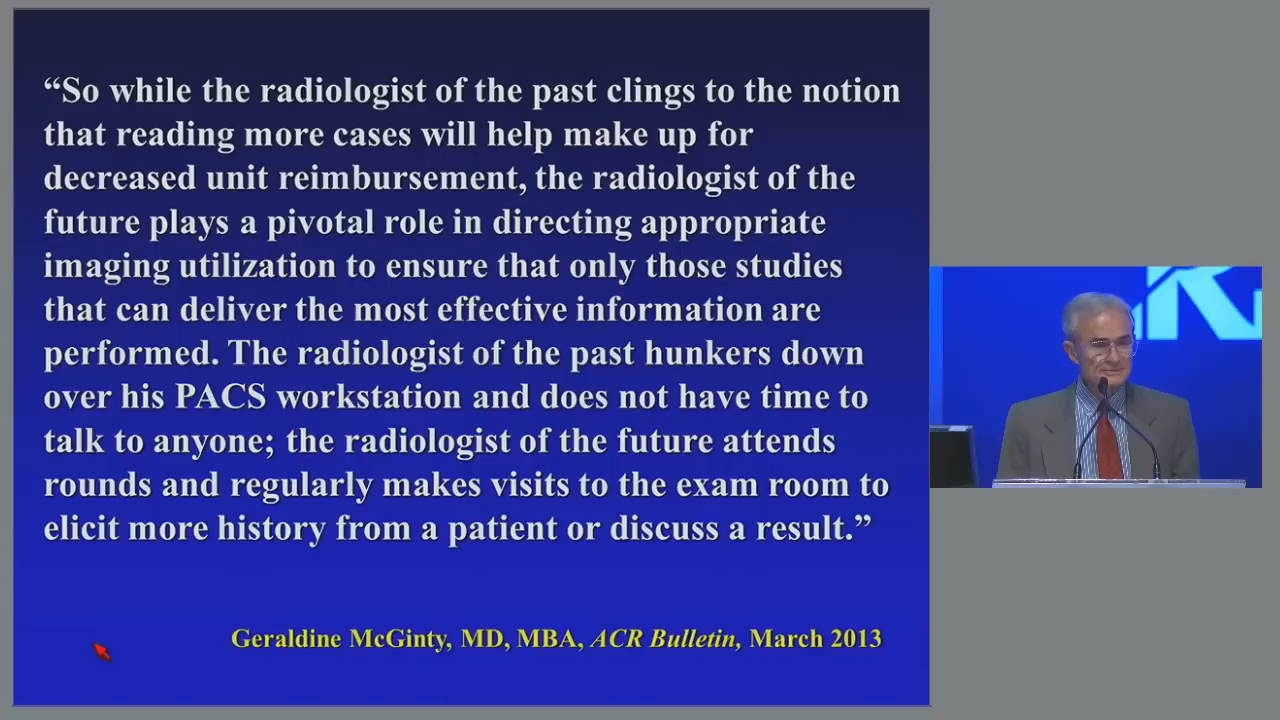 “So while the radiologist of the past clings to the notion
that reading more cases will help make up for
decreased unit reimbursement, the radiologist of the
future plays a pivotal role in directing appropriate
imaging utilization to ensure that only those studies
that can deliver the most effective information are
performed. The radiologist of the past hunkers down
over his PACS workstation and does not have time to
talk to anyone; the radiologist of the future attends
rounds and regularly makes visits to the exam room to
elicit more history from a patient or discuss a result.”
Geraldine McGinty, MD, MBA, ACR Bulletin, March 2013